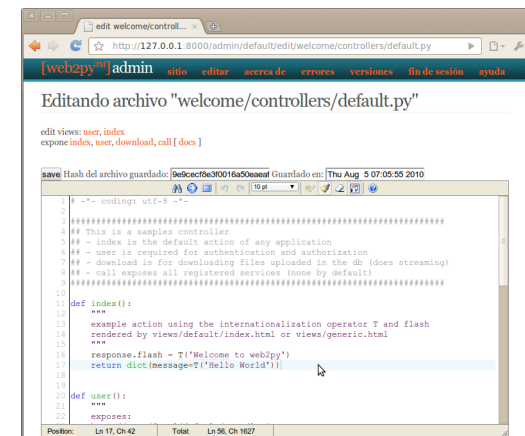 edit welcome/controll...
http://127.0.0.1:8000/admin/default/edit/welcome/controllers/default.py
[web2py™]admin sitio editar acerca de errores versiones fin de sesión ayuda
Editando archivo "welcome/controllers/default.py"
edit views: user, index
expone index, user, download, call [ docs ]
save Hash del archivo guardado: 9e9cecf8e3f0016a50eaeaf Guardado en: Thu Aug 5 07:05:55 2010
10 pt
1 # -*- coding: utf-8 -*-
2
3 #########################################################################
4 ## This is a samples controller
5 ## - index is the default action of any application
6 ## - user is required for authentication and authorization
7 ## - download is for downloading files uploaded in the db (does streaming)
8 ## - call exposes all registered services (none by default)
9 #########################################################################
10
11 def index():
12 """
13 example action using the internationalization operator T and flash
14 rendered by views/default/index.html or views/generic.html
15 """
16 response.flash = T('Welcome to web2py')
17 return dict(message=T('Hello World'))
18
19
20 def user():
21 """
22 exposes:
Position: Ln 17, Ch 42 Total: Ln 56, Ch 1627